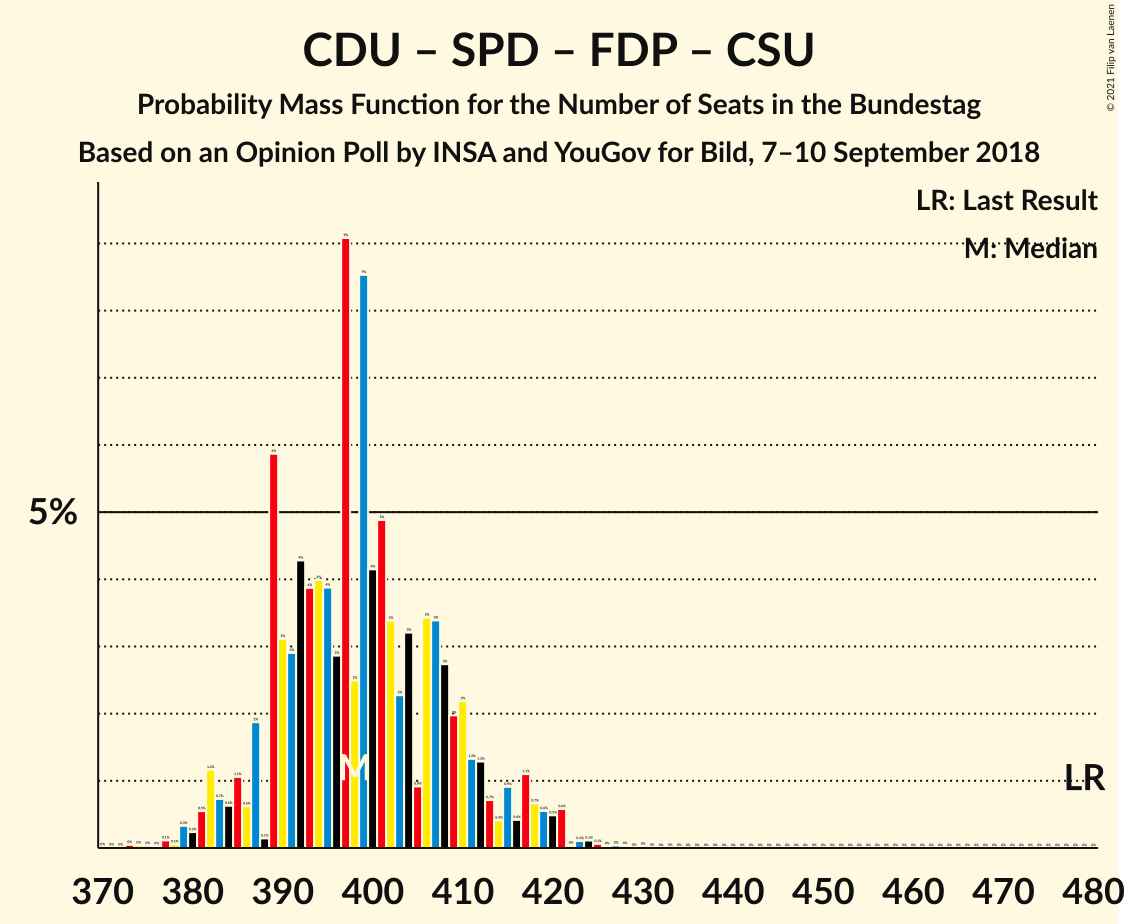 CDU – SPD – FDP – CSU
Probability Mass Function for the Number of Seats in the Bundestag
Based on an Opinion Poll by INSA and YouGov for Bild, 7–10 September 2018
© 2021 Filip van Laenen
LR: Last Result
M: Median
5%
M
LR
370 380 390 400 410 420 430 440 450 460 470 480